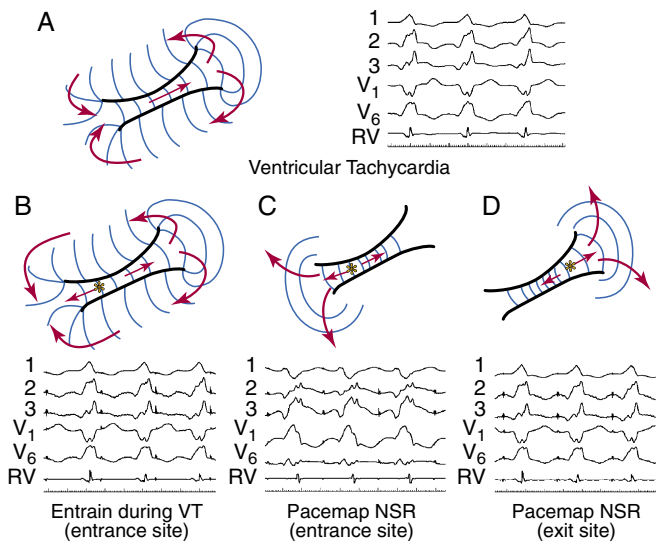 A
1
2
3
V1
V6
RV
Ventricular Tachycardia
B
C
D
1
2
3
V1
V6
RV
1
2
3
V1
V6
RV
1
2
3
V1
V6
RV
Entrain during VT
(entrance site)
Pacemap NSR
(entrance site)
Pacemap NSR
(exit site)